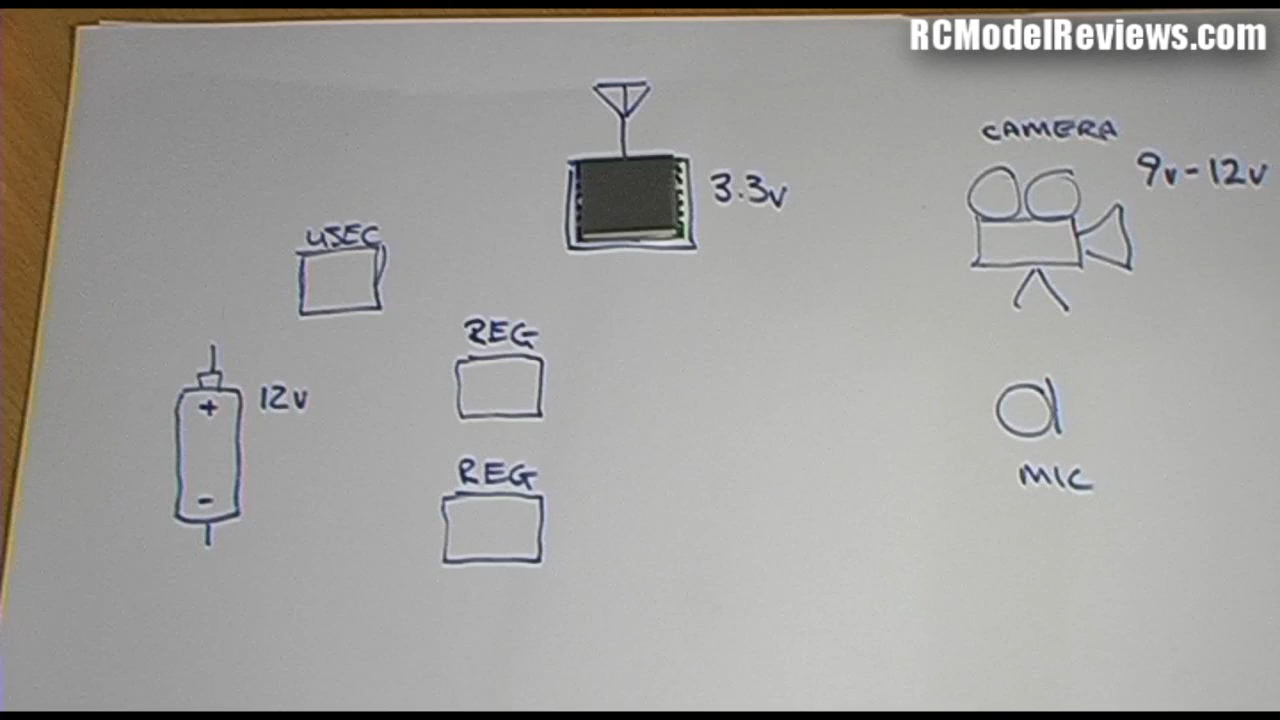 RCModelReviews.com
CAMERA
9v-12v
3.3v
USEC
REG
12v
+
-
REG
MIC